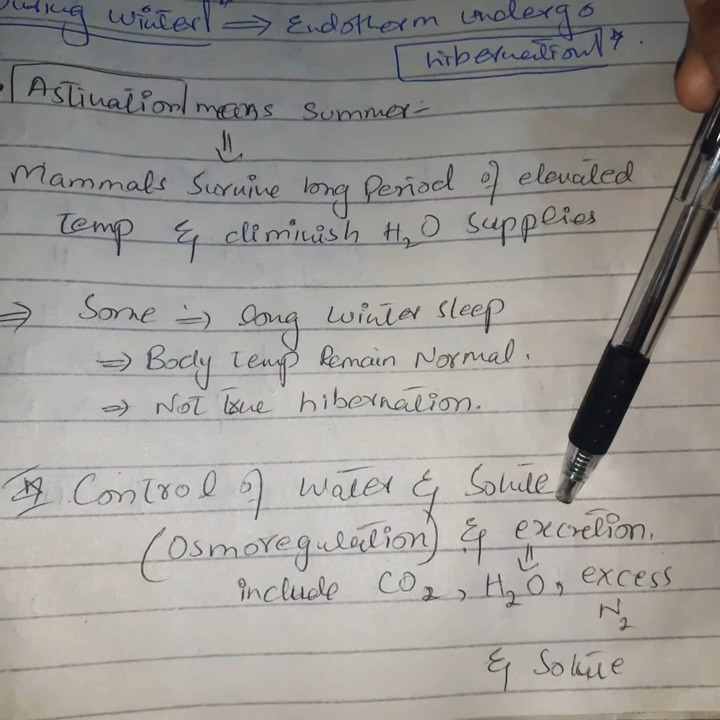 during winter" ⇒ Endotherm undergo
hibernation"*.
• Astivation means summer:-
⇓
Mammals Survive long Period of elevated
Temp & diminish H₂O supplies
⇒ Some ⇒ Long winter sleep
⇒ Body Temp Remain Normal.
⇒ Not true hibernation.
Control of Water & Solute
(Osmoregulation) & excretion.
⇓
include CO₂, H₂O, excess
N₂
& Solute